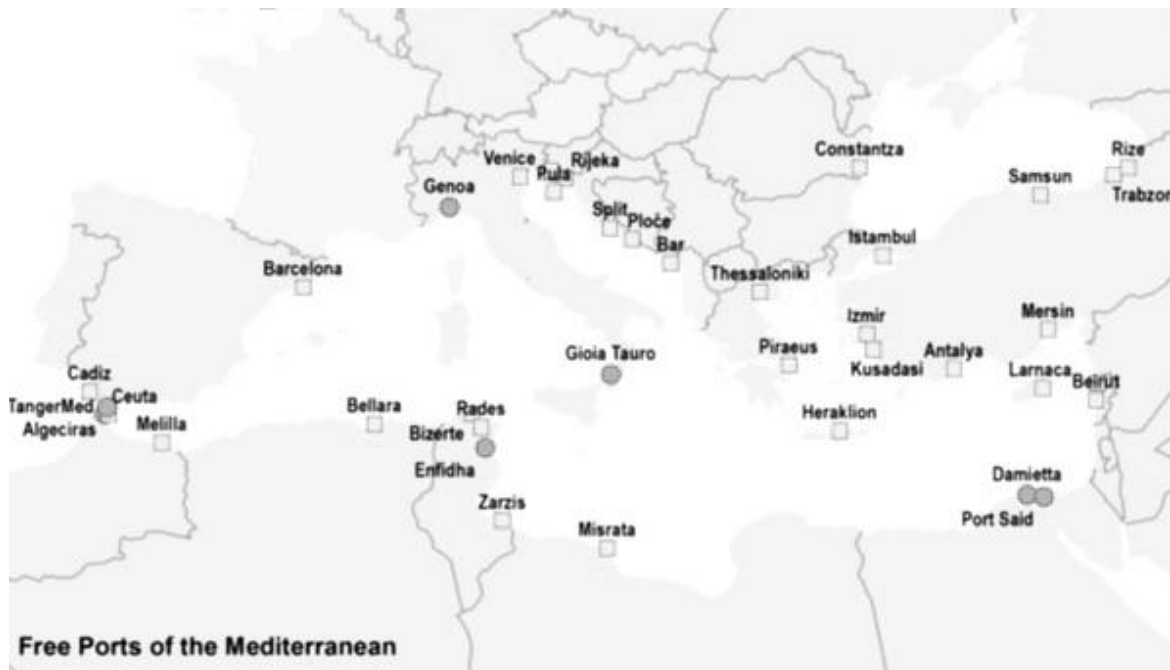 Constantza
Rize
Venice
Rijeka
Pula
Samsun
Trabzon
Genoa
Split
Ploče
Istambul
Bar
Barcelona
Thessaloniki
Izmir
Mersin
Gioia Tauro
Piraeus
Antalya
Kusadasi
Cadiz
Larnaca
Beirut
Ceuta
TangerMed
Bellara
Rades
Heraklion
Algeciras
Melilla
Bizerte
Enfidha
Damietta
Zarzis
Port Said
Misrata
Free Ports of the Mediterranean